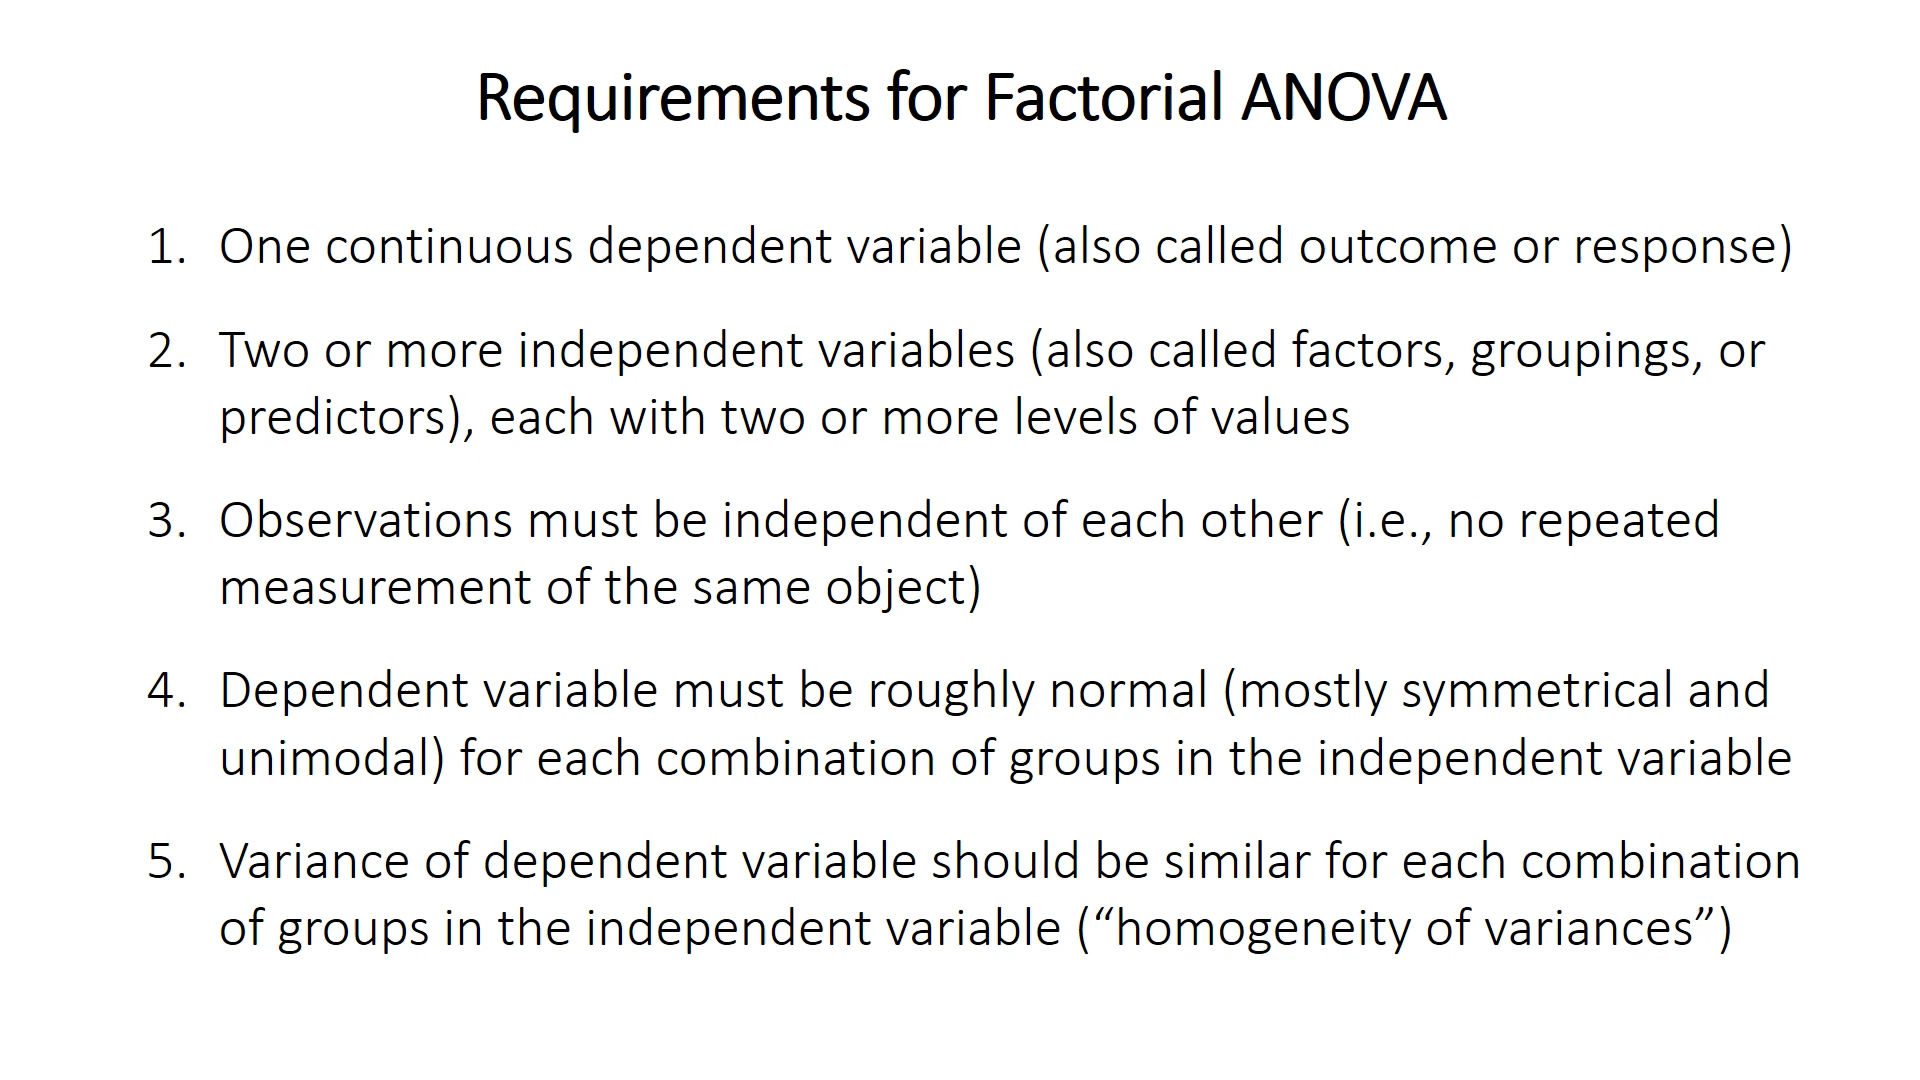 Requirements for Factorial ANOVA
1. One continuous dependent variable (also called outcome or response)
2. Two or more independent variables (also called factors, groupings, or
predictors), each with two or more levels of values
3. Observations must be independent of each other (i.e., no repeated
measurement of the same object)
4. Dependent variable must be roughly normal (mostly symmetrical and
unimodal) for each combination of groups in the independent variable
5. Variance of dependent variable should be similar for each combination
of groups in the independent variable (“homogeneity of variances”)